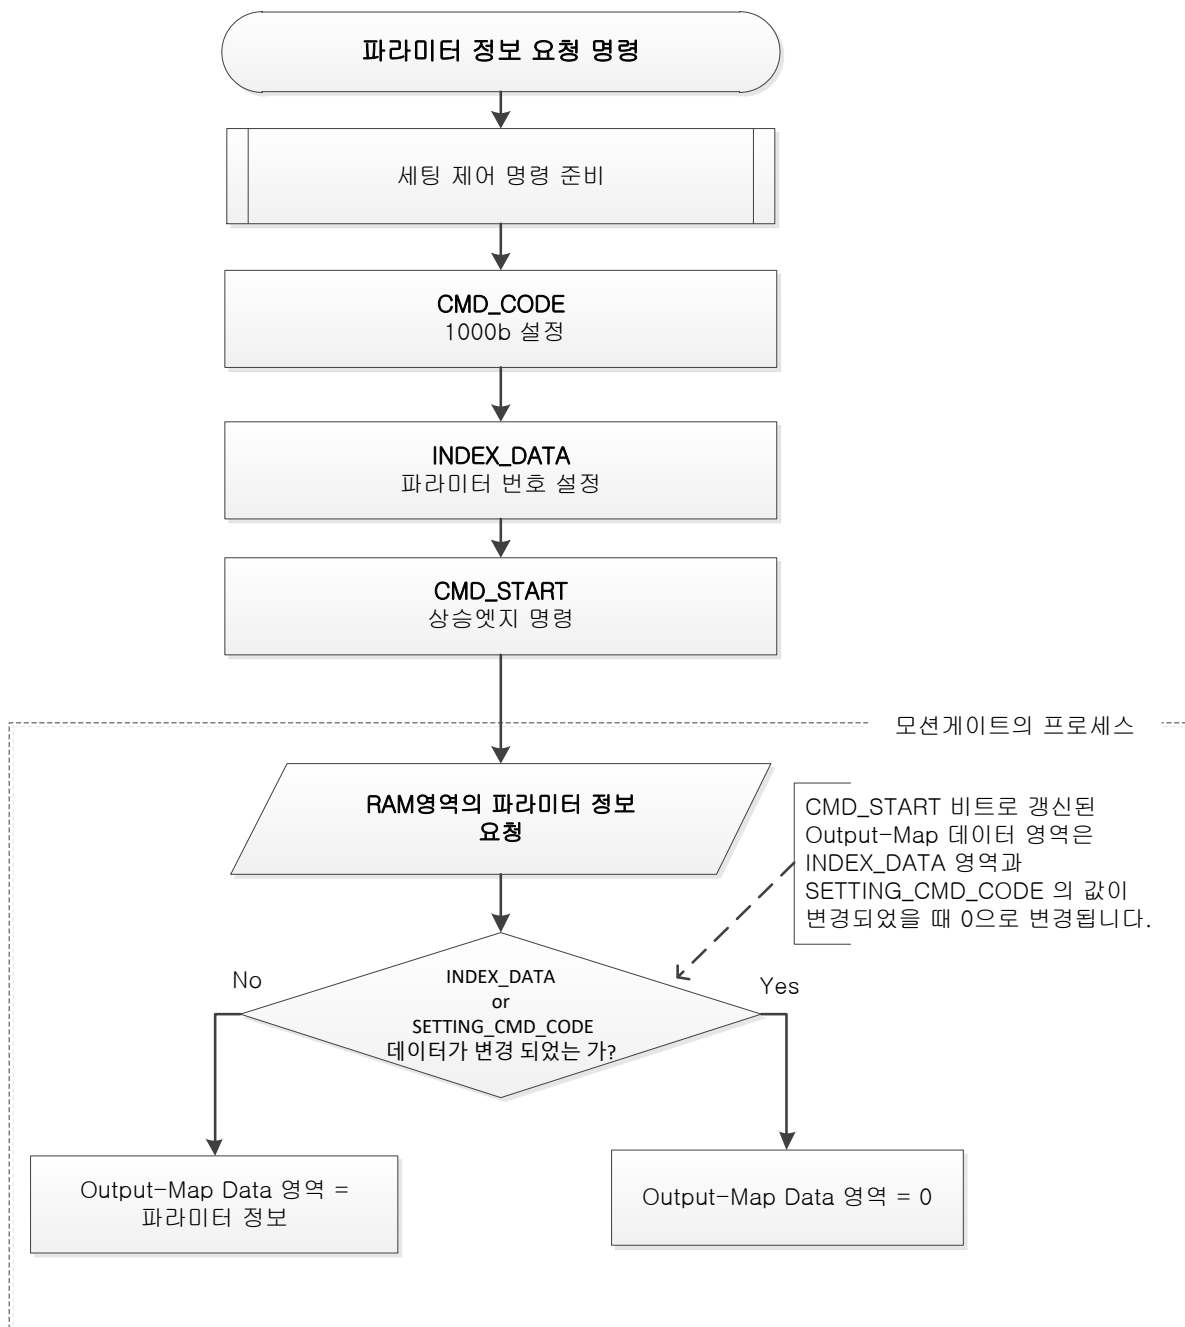 파라미터 정보 요청 명령
세팅 제어 명령 준비
CMD_CODE
1000b 설정
INDEX_DATA
파라미터 번호 설정
CMD_START
상승엣지 명령
모션게이트의 프로세스
RAM영역의 파라미터 정보
요청
CMD_START 비트로 갱신된
Output-Map 데이터 영역은
INDEX_DATA 영역과
SETTING_CMD_CODE 의 값이
변경되었을 때 0으로 변경됩니다.
No
INDEX_DATA
or
SETTING_CMD_CODE
데이터가 변경 되었는 가?
Yes
Output-Map Data 영역 =
파라미터 정보
Output-Map Data 영역 = 0